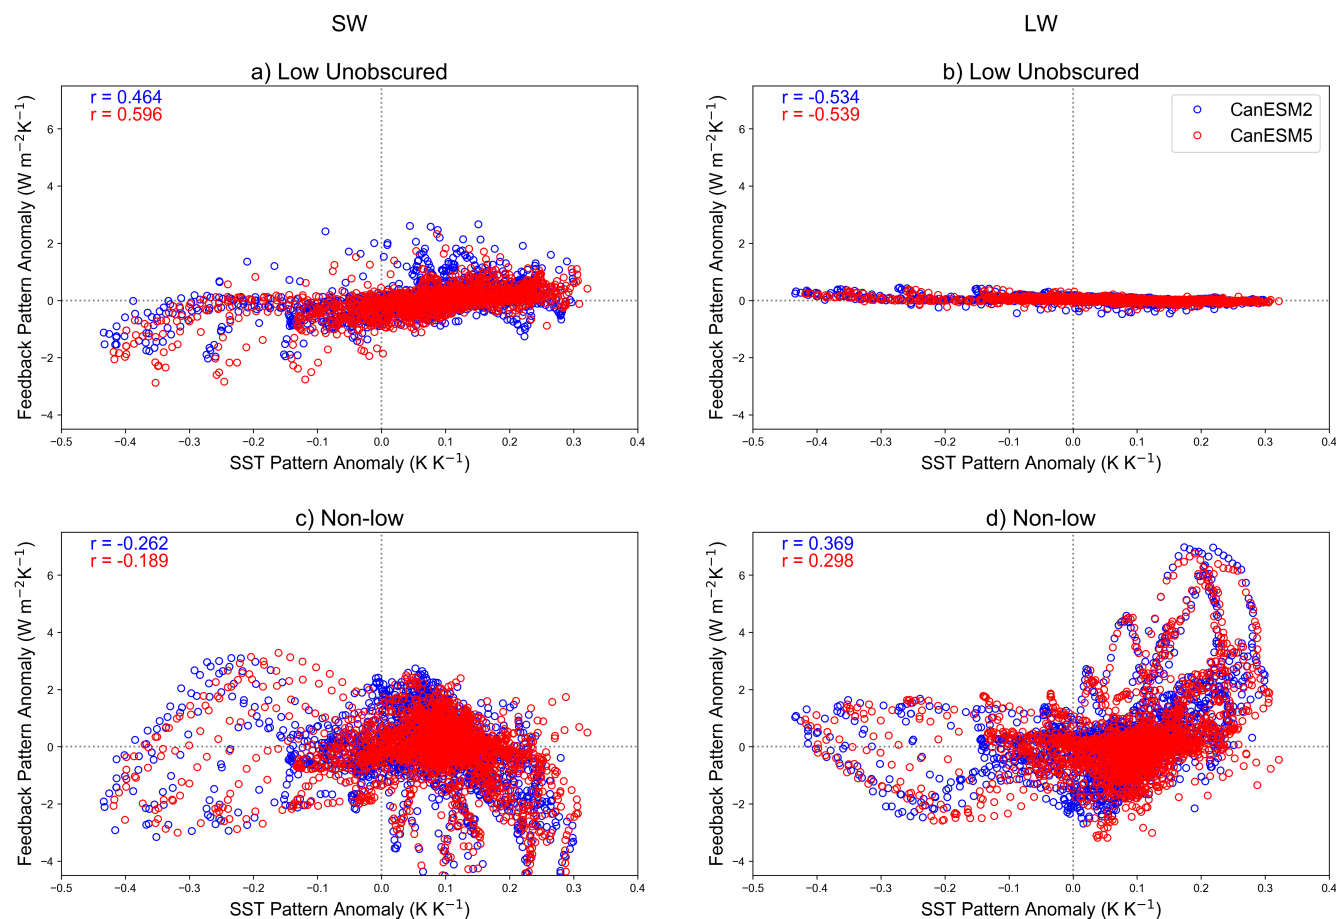 SW
LW
a) Low Unobscured
r = 0.464
r = 0.596
Feedback Pattern Anomaly (W m−2K−1)
6
4
2
0
−2
−4
−0.5 −0.4 −0.3 −0.2 −0.1 0.0 0.1 0.2 0.3 0.4
SST Pattern Anomaly (K K−1)
b) Low Unobscured
r = -0.534
r = -0.539
CanESM2
CanESM5
Feedback Pattern Anomaly (W m−2K−1)
6
4
2
0
−2
−4
−0.5 −0.4 −0.3 −0.2 −0.1 0.0 0.1 0.2 0.3 0.4
SST Pattern Anomaly (K K−1)
c) Non-low
r = -0.262
r = -0.189
Feedback Pattern Anomaly (W m−2K−1)
6
4
2
0
−2
−4
−0.5 −0.4 −0.3 −0.2 −0.1 0.0 0.1 0.2 0.3 0.4
SST Pattern Anomaly (K K−1)
d) Non-low
r = 0.369
r = 0.298
Feedback Pattern Anomaly (W m−2K−1)
6
4
2
0
−2
−4
−0.5 −0.4 −0.3 −0.2 −0.1 0.0 0.1 0.2 0.3 0.4
SST Pattern Anomaly (K K−1)